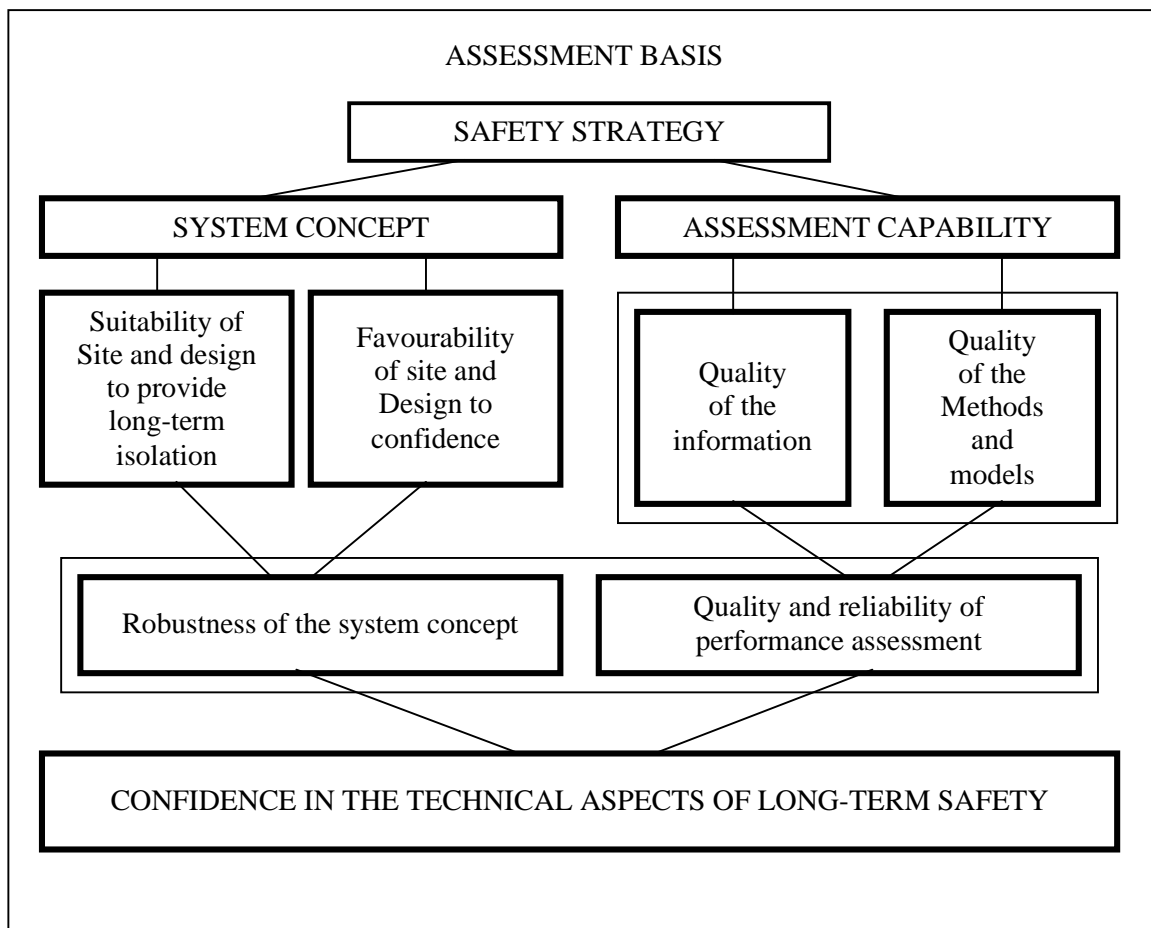 ASSESSMENT BASIS
SAFETY STRATEGY
SYSTEM CONCEPT
ASSESSMENT CAPABILITY
Suitability of
Site and design
to provide
long-term
isolation
Favourability
of site and
Design to
confidence
Quality
of the
information
Quality
of the
Methods
and
models
Robustness of the system concept
Quality and reliability of
performance assessment
CONFIDENCE IN THE TECHNICAL ASPECTS OF LONG-TERM SAFETY